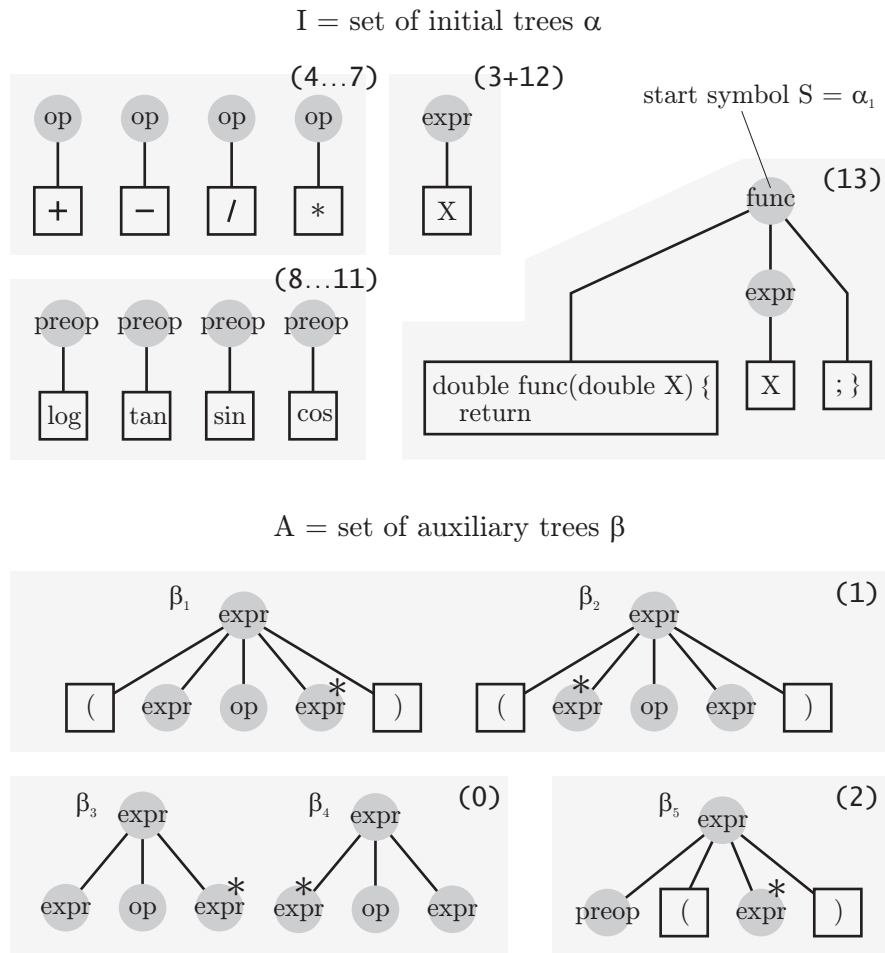 I = set of initial trees α
(4...7)
(3+12)
op op op op
expr
start symbol S = α₁
+ − / *
X
(13)
func
(8...11)
preop preop preop preop
expr
log tan sin cos
double func(double X) {
return
X
; }
A = set of auxiliary trees β
(1)
β₁ expr
( expr op expr* )
β₂ expr
( expr* op expr )
(0)
β₃ expr
expr op expr*
β₄ expr
expr* op expr
(2)
β₅ expr
preop ( expr* )